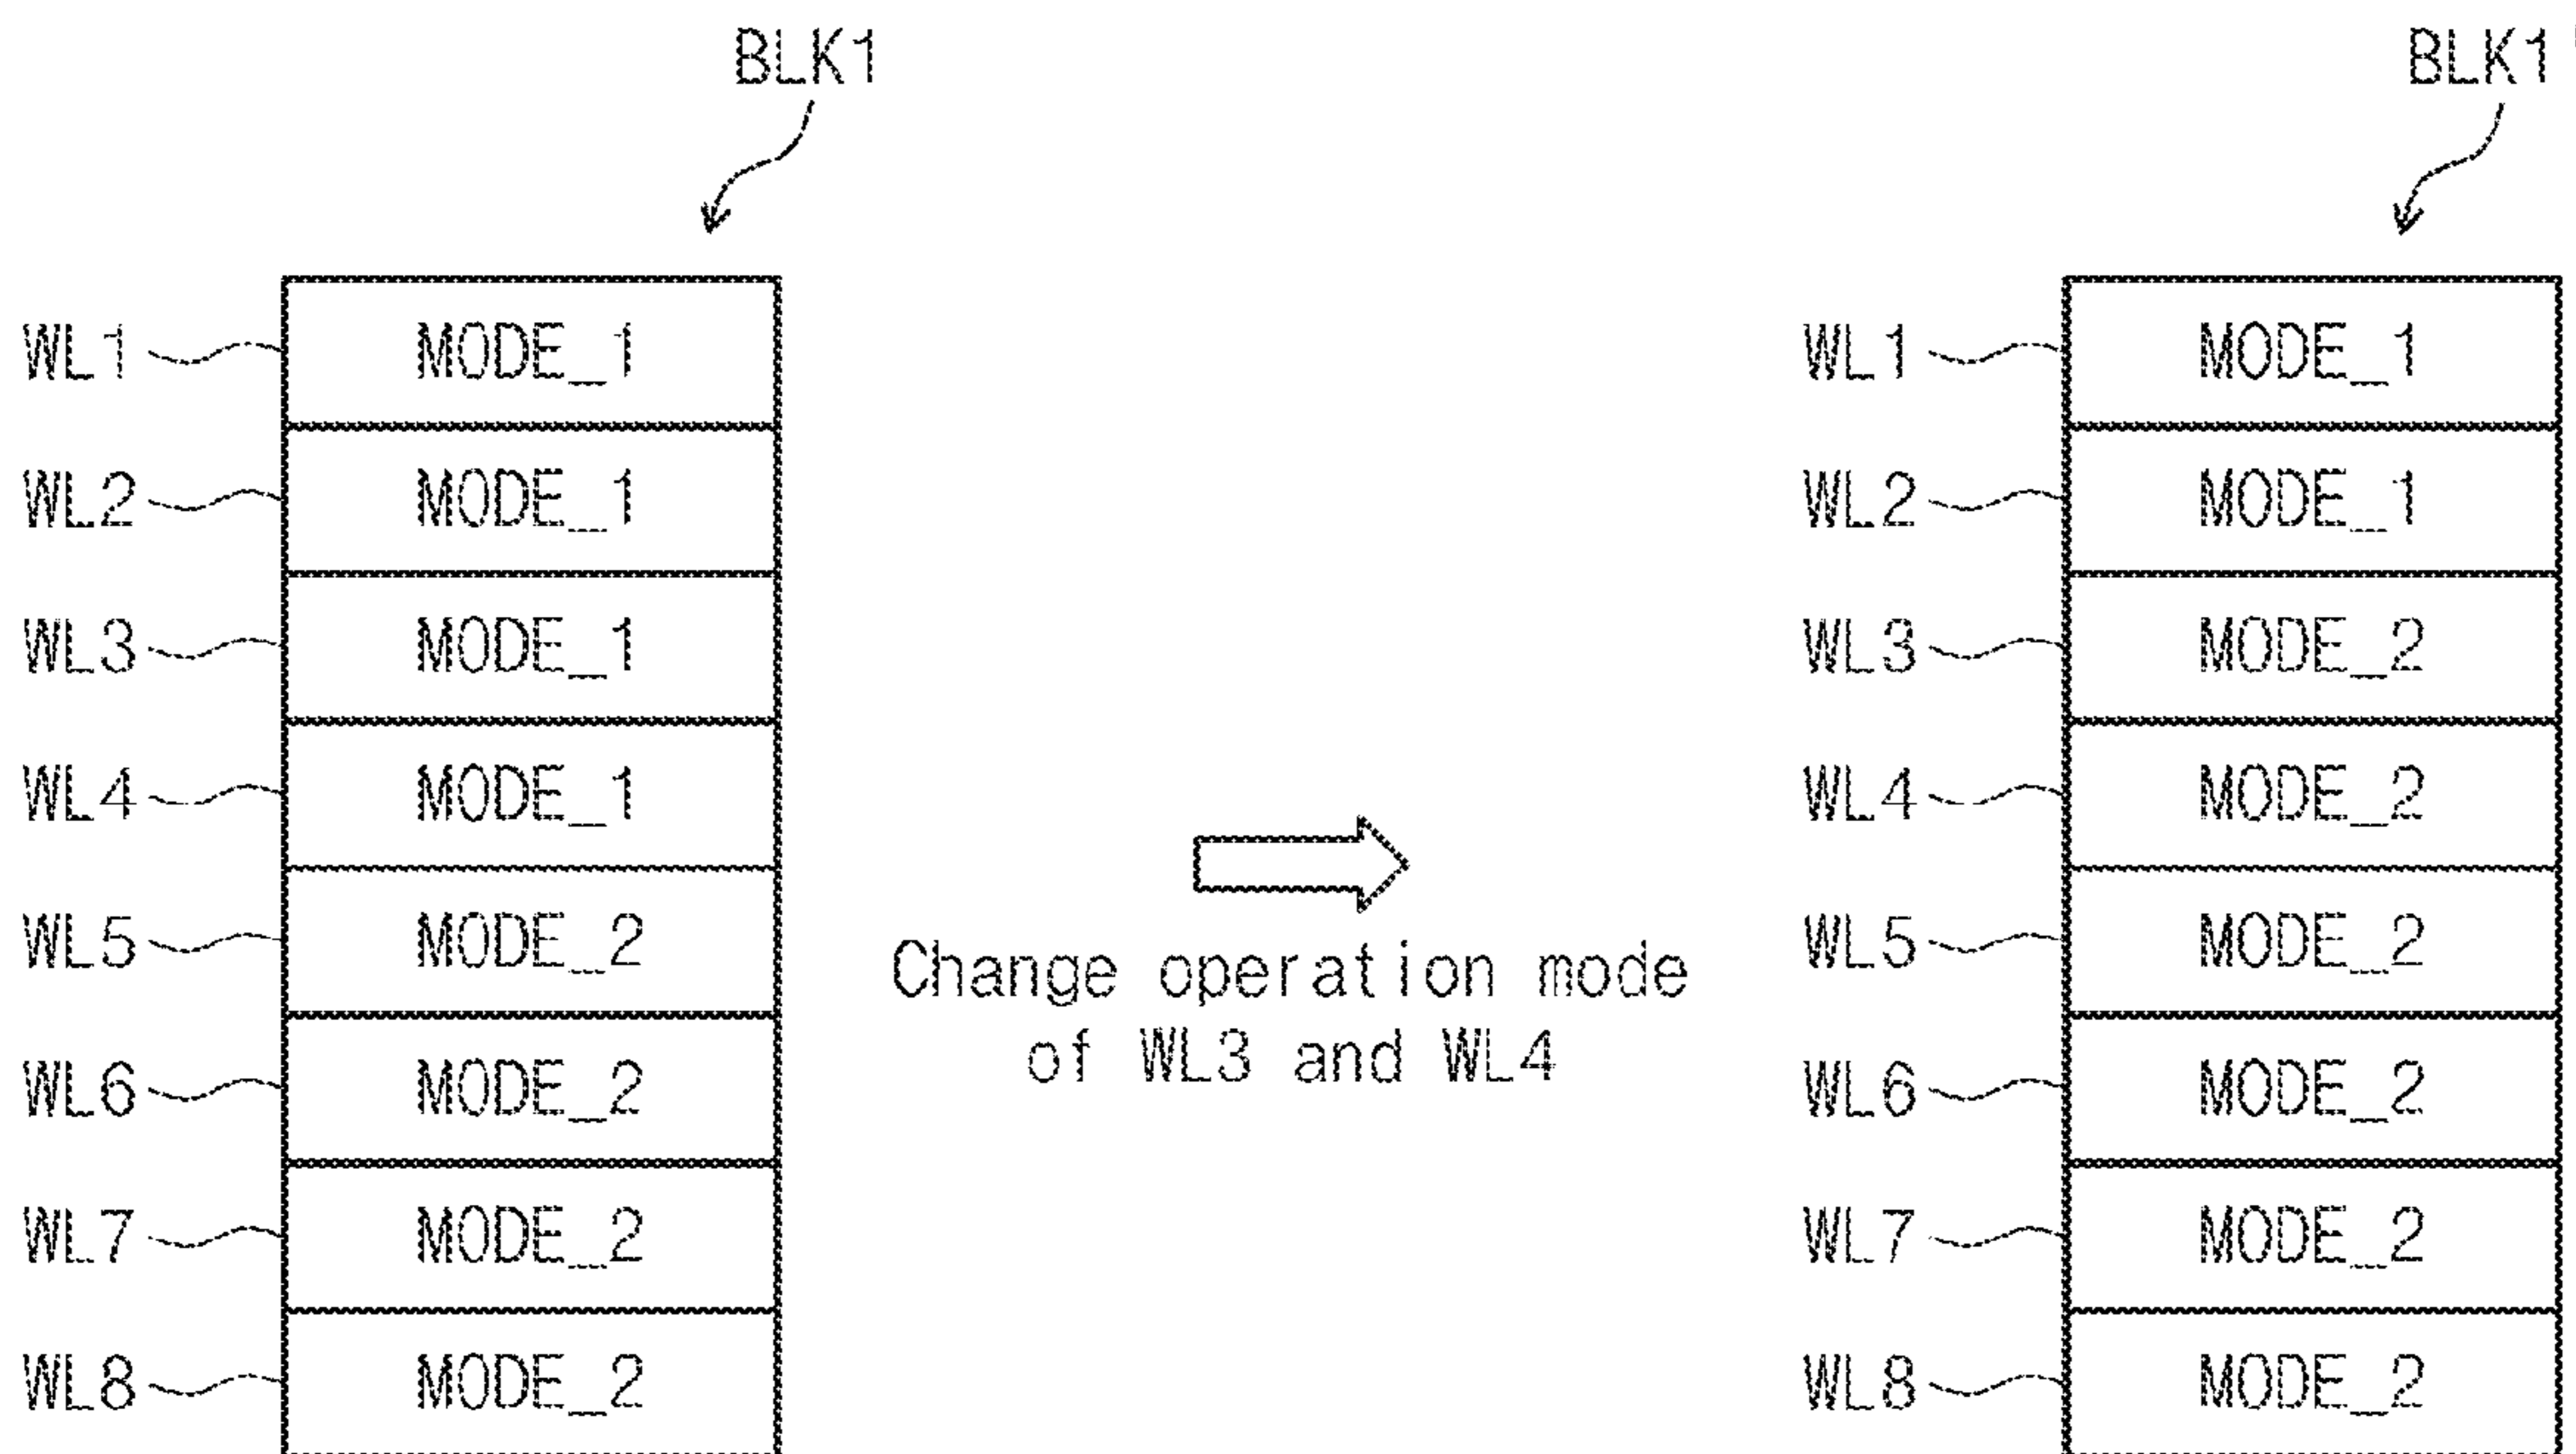 BLK1
WL1 MODE_1
WL2 MODE_1
WL3 MODE_1
WL4 MODE_1
WL5 MODE_2
WL6 MODE_2
WL7 MODE_2
WL8 MODE_2
Change operation mode
of WL3 and WL4
BLK1'
WL1 MODE_1
WL2 MODE_1
WL3 MODE_2
WL4 MODE_2
WL5 MODE_2
WL6 MODE_2
WL7 MODE_2
WL8 MODE_2